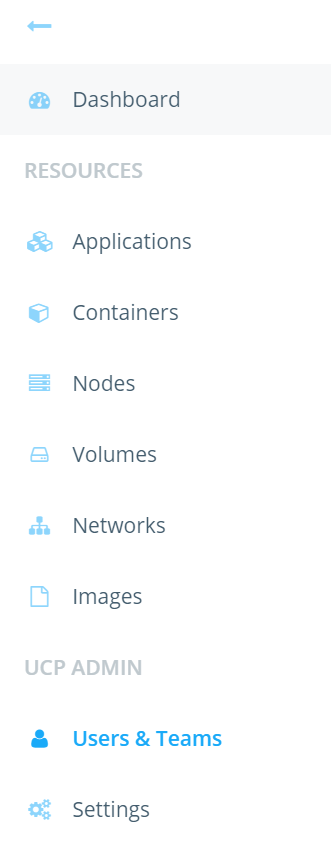 Dashboard
RESOURCES
Applications
Containers
Nodes
Volumes
Networks
Images
UCP ADMIN
Users & Teams
Settings